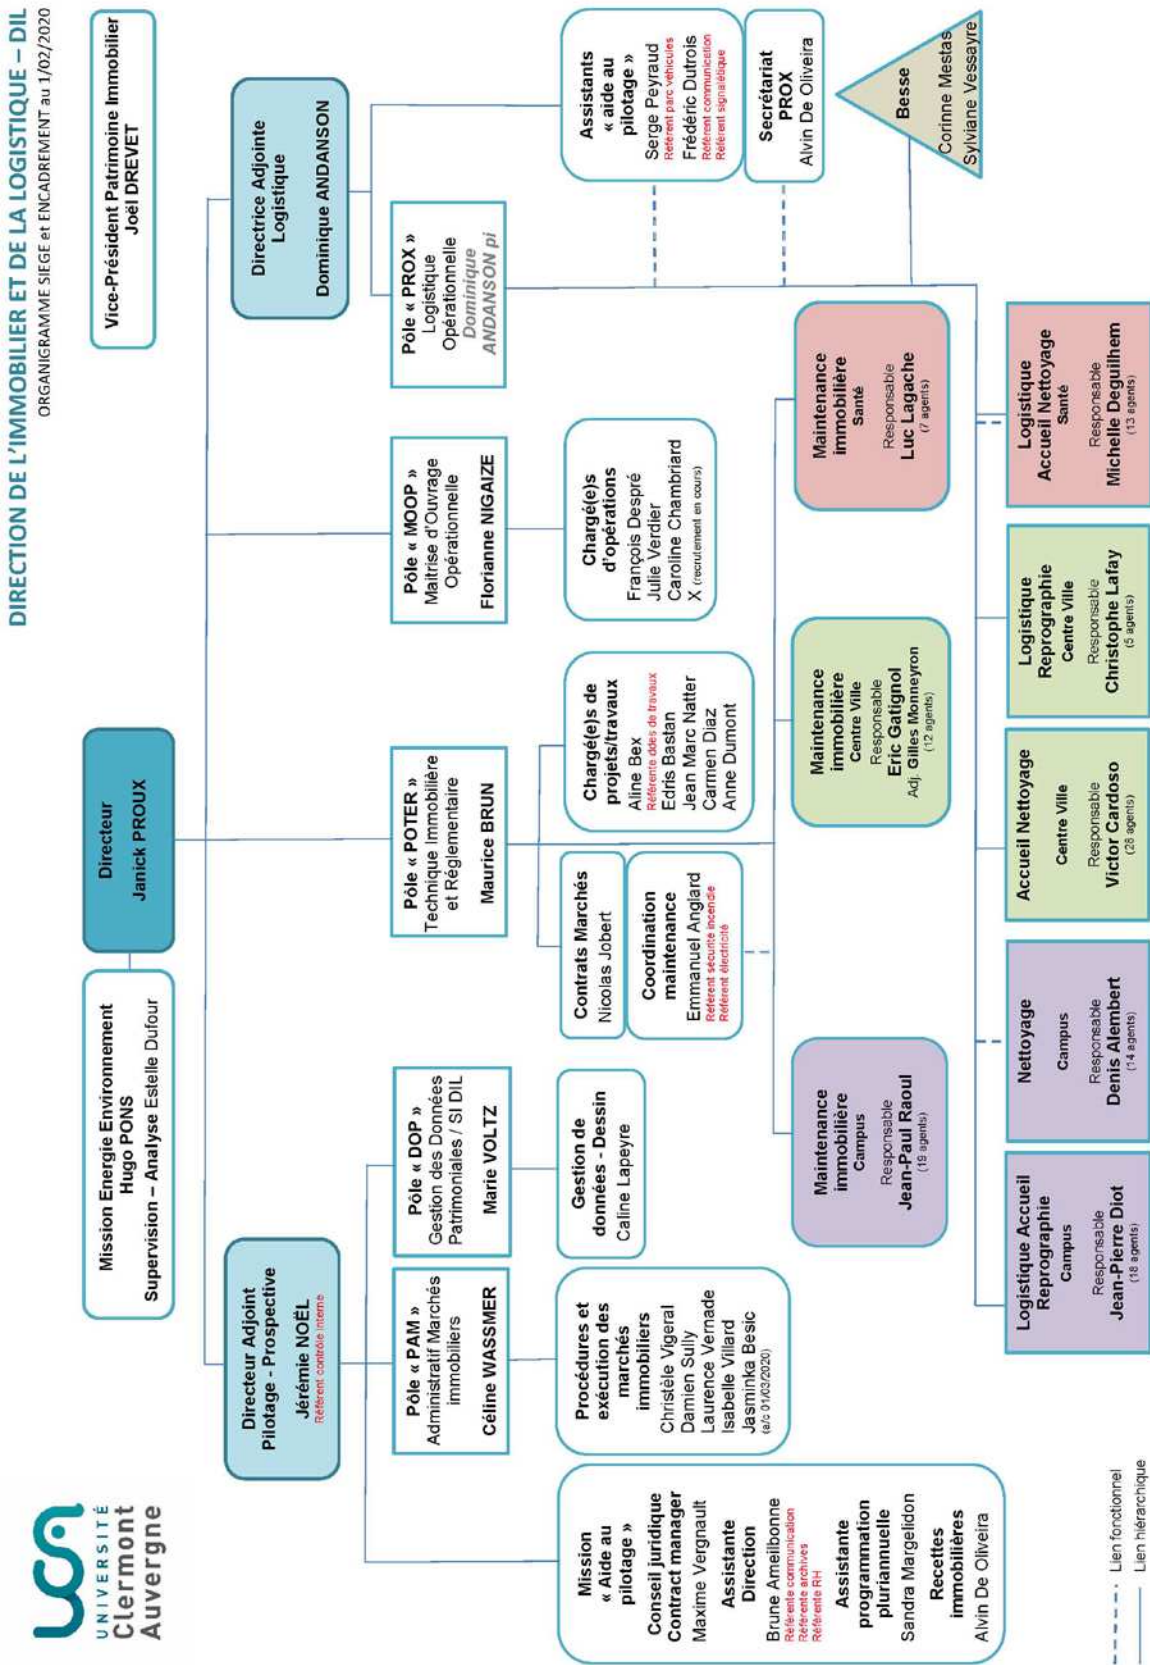 DIRECTION DE L'IMMOBILIER ET DE LA LOGISTIQUE – DIL
ORGANIGRAMME SIEGE et ENCADREMENT au 1/02/2020
UNIVERSITÉ
Clermont
Auvergne
Vice-Président Patrimoine Immobilier
Joël DREVET
Directeur
Janick PROUX
Mission Energie Environnement
Hugo PONS
Supervision – Analyse Estelle Dufour
Directeur Adjoint
Pilotage - Prospective
Jérémie NOËL
Référent contrôle interne
Directrice Adjointe
Logistique
Dominique ANDANSON
Pôle « PAM »
Administratif Marchés
immobiliers
Céline WASSMER
Pôle « DOP »
Gestion des Données
Patrimoniales / SI DIL
Marie VOLTZ
Pôle « POTER »
Technique Immobilière
et Réglementaire
Maurice BRUN
Pôle « MOOP »
Maitrise d'Ouvrage
Opérationnelle
Florianne NIGAIZE
Pôle « PROX »
Logistique
Opérationnelle
Dominique
ANDANSON pi
Mission
« Aide au
pilotage »
Conseil juridique
Contract manager
Maxime Vergnault
Assistante
Direction
Brune Ameilbonne
Référente communication
Référente archives
Référente RH
Assistante
programmation
pluriannuelle
Sandra Margelidon
Recettes
immobilières
Alvin De Oliveira
Procédures et
exécution des
marchés
immobiliers
Christèle Vigeral
Damien Sully
Laurence Vernade
Isabelle Villard
Jasminka Besic
(a/c 01/03/2020)
Gestion de
données - Dessin
Caline Lapeyre
Contrats Marchés
Nicolas Jobert
Coordination
maintenance
Emmanuel Anglard
Référent sécurité incendie
Référent électricité
Chargé(e)s de
projets/travaux
Aline Bex
Référente ddes de travaux
Edris Bastan
Jean Marc Natter
Carmen Diaz
Anne Dumont
Chargé(e)s
d'opérations
François Despré
Julie Verdier
Caroline Chambriard
X (recrutement en cours)
Assistants
« aide au
pilotage »
Serge Peyraud
Référent parc véhicules
Frédéric Dutrois
Référent communication
Référent signalétique
Secrétariat
PROX
Alvin De Oliveira
Besse
Corinne Mestas
Sylviane Vessayre
Maintenance
immobilière
Campus
Responsable
Jean-Paul Raoul
(19 agents)
Maintenance
immobilière
Centre Ville
Responsable
Eric Gatignol
Adj. Gilles Monneyron
(12 agents)
Maintenance
immobilière
Santé
Responsable
Luc Lagache
(7 agents)
Logistique Accueil
Reprographie
Campus
Responsable
Jean-Pierre Diot
(18 agents)
Nettoyage
Campus
Responsable
Denis Alembert
(14 agents)
Accueil Nettoyage
Centre Ville
Responsable
Victor Cardoso
(28 agents)
Logistique
Reprographie
Centre Ville
Responsable
Christophe Lafay
(5 agents)
Logistique
Accueil Nettoyage
Santé
Responsable
Michelle Deguilhem
(13 agents)
Lien fonctionnel
Lien hiérarchique